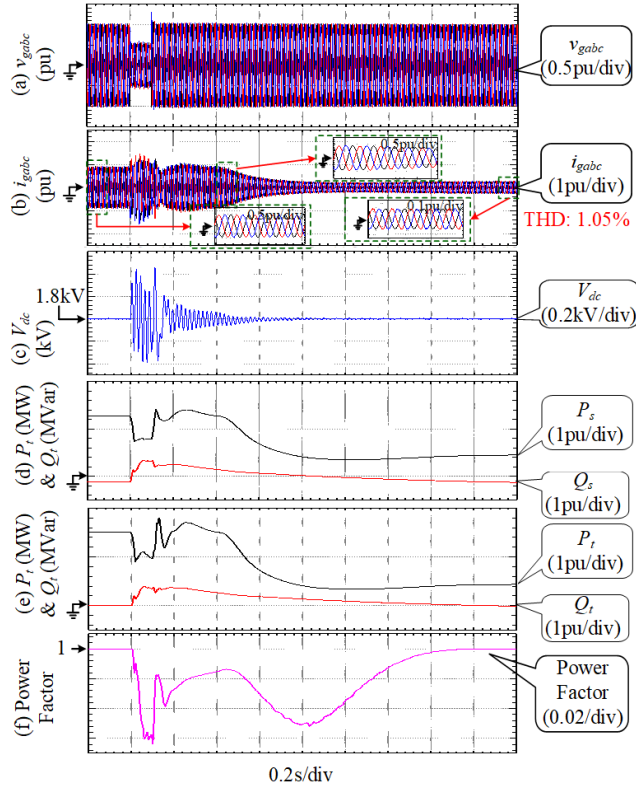 (a) v_gabc
(pu)
v_gabc
(0.5pu/div)
(b) i_gabc
(pu)
0.5pu/div
0.5pu/div
0.1pu/div
i_gabc
(1pu/div)
THD: 1.05%
(c) V_dc
(kV)
1.8kV
V_dc
(0.2kV/div)
(d) P_t (MW)
& Q_t (MVar)
P_s
(1pu/div)
Q_s
(1pu/div)
(e) P_t (MW)
& Q_t (MVar)
P_t
(1pu/div)
Q_t
(1pu/div)
(f) Power
Factor
1
Power
Factor
(0.02/div)
0.2s/div